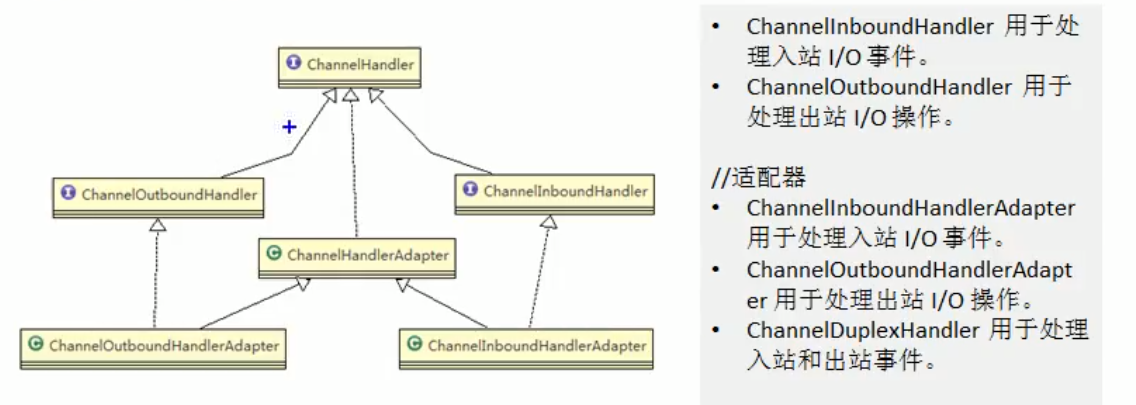 ChannelHandler
ChannelOutboundHandler
ChannelInboundHandler
ChannelHandlerAdapter
ChannelOutboundHandlerAdapter
ChannelInboundHandlerAdapter
• ChannelInboundHandler 用于处
理入站 I/O 事件。
• ChannelOutboundHandler 用于
处理出站 I/O 操作。
//适配器
• ChannelInboundHandlerAdapter
用于处理入站 I/O 事件。
• ChannelOutboundHandlerAdapt
er 用于处理出站 I/O 操作。
• ChannelDuplexHandler 用于处理
入站和出站事件。